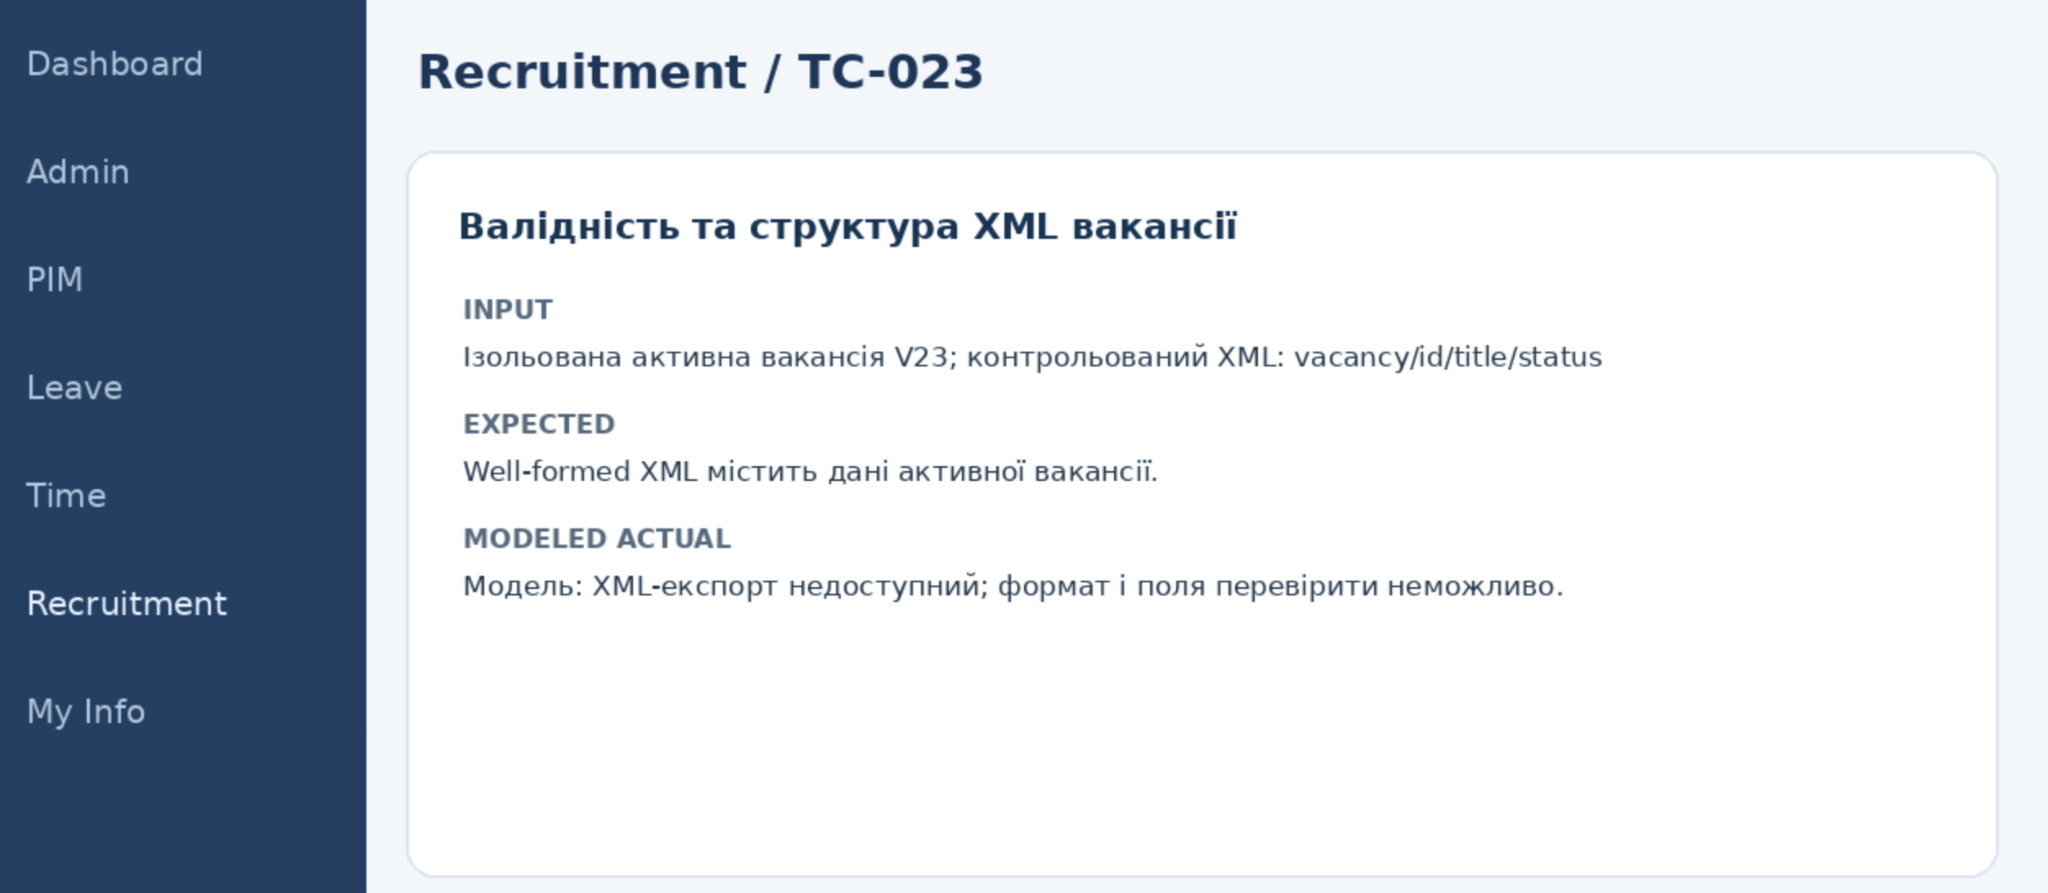 Dashboard
Admin
PIM
Leave
Time
Recruitment
My Info
Recruitment / TC-023
Валідність та структура XML вакансії
INPUT
Ізольована активна вакансія V23; контрольований XML: vacancy/id/title/status
EXPECTED
Well-formed XML містить дані активної вакансії.
MODELED ACTUAL
Модель: XML-експорт недоступний; формат і поля перевірити неможливо.